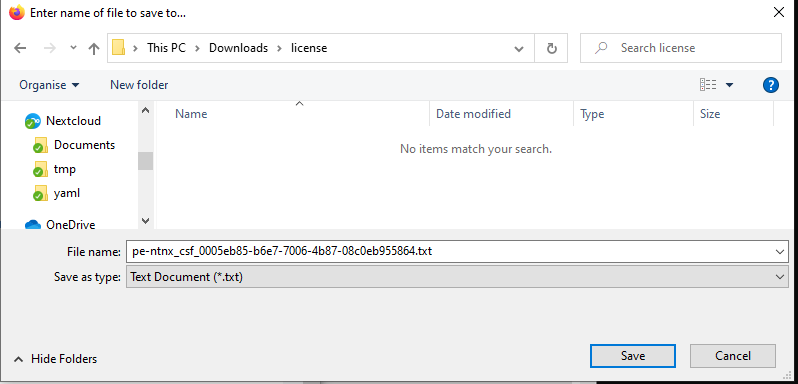 Enter name of file to save to...
This PC > Downloads > license
Search license
Organise New folder
Name Date modified Type Size
No items match your search.
Nextcloud
Documents
tmp
yaml
OneDrive
File name: pe-ntnx_csf_0005eb85-b6e7-7006-4b87-08c0eb955864.txt
Save as type: Text Document (*.txt)
Hide Folders
Save Cancel